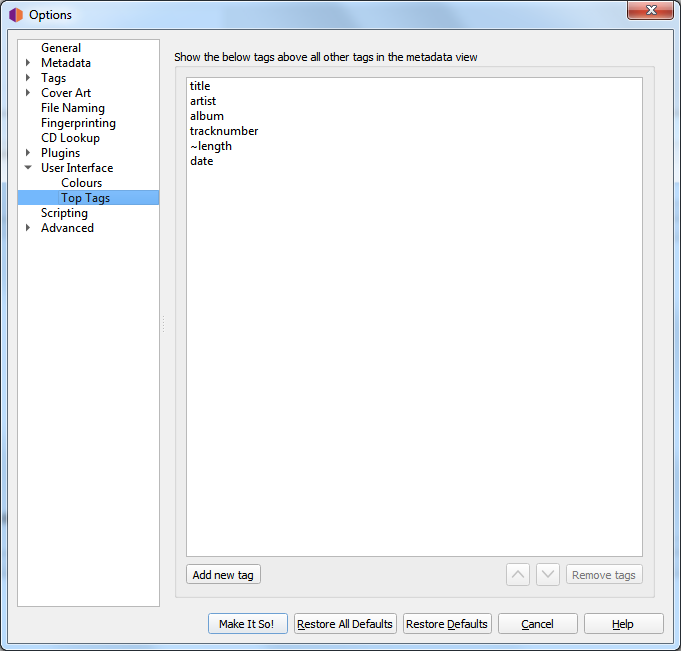 Options
General
Metadata
Tags
Cover Art
File Naming
Fingerprinting
CD Lookup
Plugins
User Interface
Colours
Top Tags
Scripting
Advanced
Show the below tags above all other tags in the metadata view
title
artist
album
tracknumber
~length
date
Add new tag
Remove tags
Make It So!
Restore All Defaults
Restore Defaults
Cancel
Help